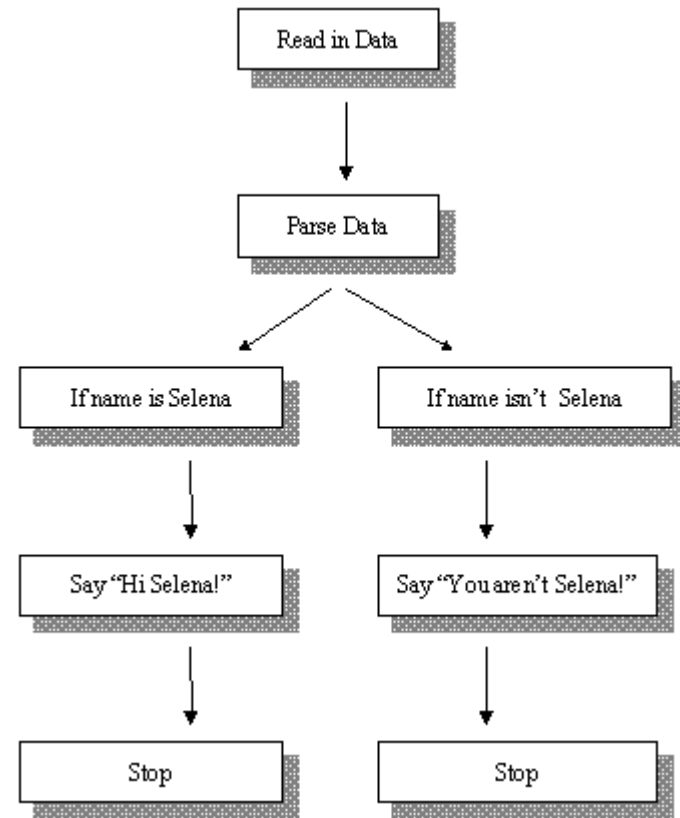 Read in Data
Parse Data
If name is Selena
If name isn't Selena
Say “Hi Selena!”
Say “You aren't Selena!”
Stop
Stop